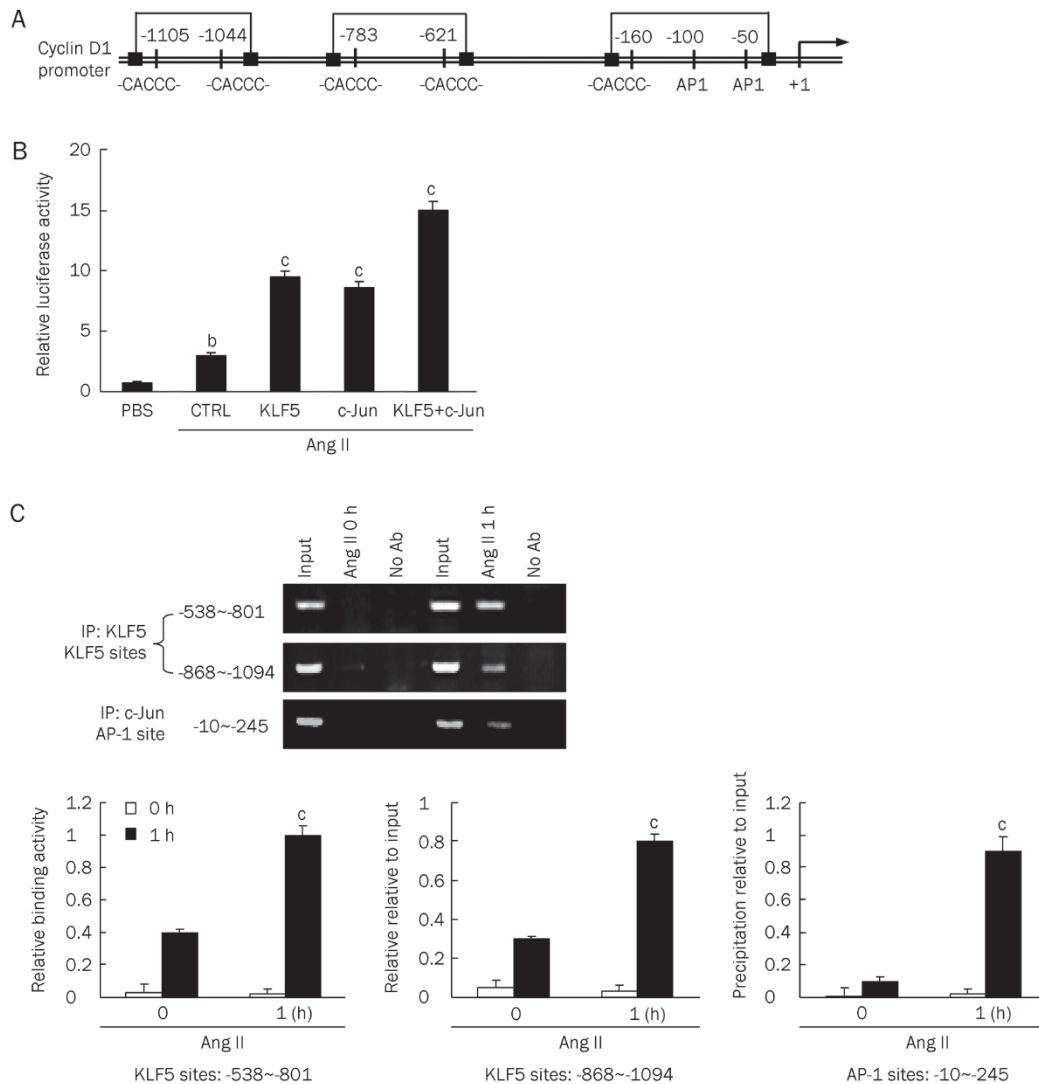 A
Cyclin D1
promoter
-1105 -1044 -783 -621 -160 -100 -50
-CACCC- -CACCC- -CACCC- -CACCC- -CACCC- AP1 AP1 +1
B
Relative luciferase activity
20
15
10
5
0
b
c
c
c
PBS CTRL KLF5 c-Jun KLF5+c-Jun
Ang II
C
Input Ang II 0 h No Ab Input Ang II 1 h No Ab
IP: KLF5
KLF5 sites
-538~-801
-868~-1094
IP: c-Jun
AP-1 site
-10~-245
Relative binding activity
1.2
1
0.8
0.6
0.4
0.2
0
0 h
1 h
c
0 1 (h)
Ang II
KLF5 sites: -538~-801
Relative relative to input
1
0.8
0.6
0.4
0.2
0
c
0 1 (h)
Ang II
KLF5 sites: -868~-1094
Precipitation relative to input
1.2
1
0.8
0.6
0.4
0.2
0
c
0 1 (h)
Ang II
AP-1 sites: -10~-245